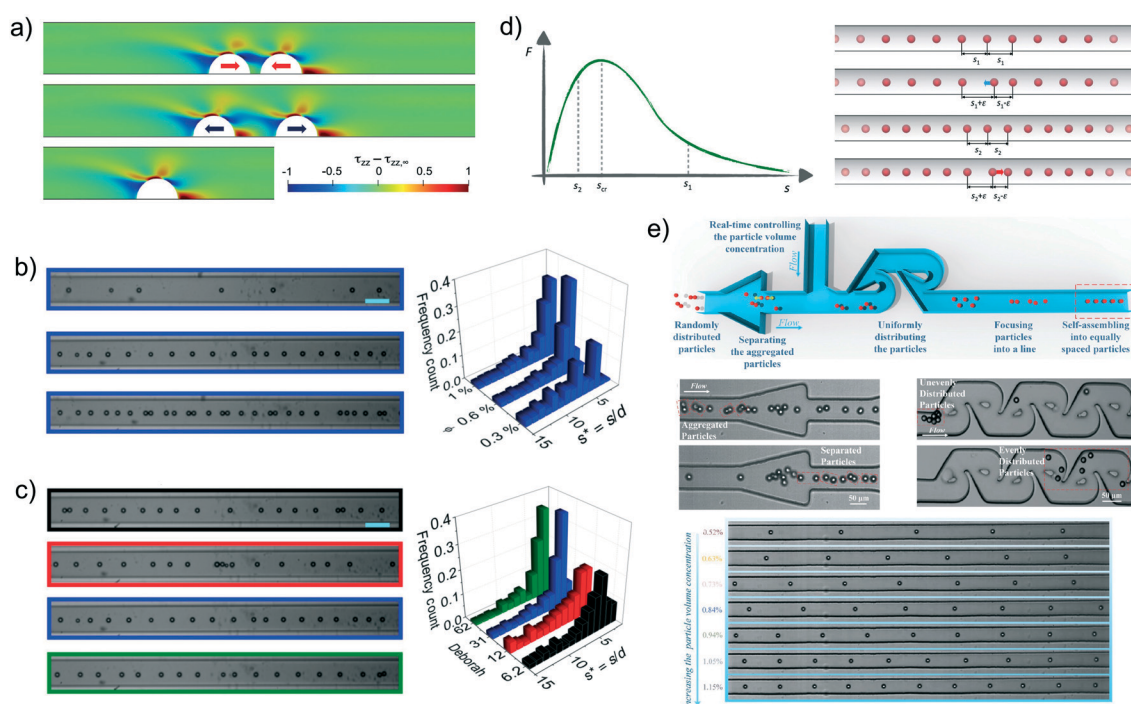 a)
τzz − τzz,∞
-1 -0.5 0 0.5 1
b)
Frequency count
0.4
0.3
0.2
0.1
0.0
1 %
0.6 %
0.3 %
ϕ
15
10
5
s* = s/d
c)
Frequency count
0.4
0.3
0.2
0.1
0.0
62
31
12
6.2
Deborah
15
10
5
s* = s/d
d)
F
s2 scr s1 s
s1 s1
s1+ε s1-ε
s2 s2
s2+ε s2-ε
e)
Real-time controlling
the particle volume
concentration
Flow
Flow
Randomly
distributed
particles
Separating
the aggregated
particles
Uniformly
distributing
the particles
Focusing
particles
into a line
Self-assembling
into equally
spaced particles
Flow
Aggregated
Particles
Separated
Particles
50 μm
Unevenly
Distributed
Particles
Flow
Evenly
Distributed
Particles
50 μm
Increasing the particle volume concentration
0.52%
0.63%
0.73%
0.84%
0.94%
1.05%
1.15%